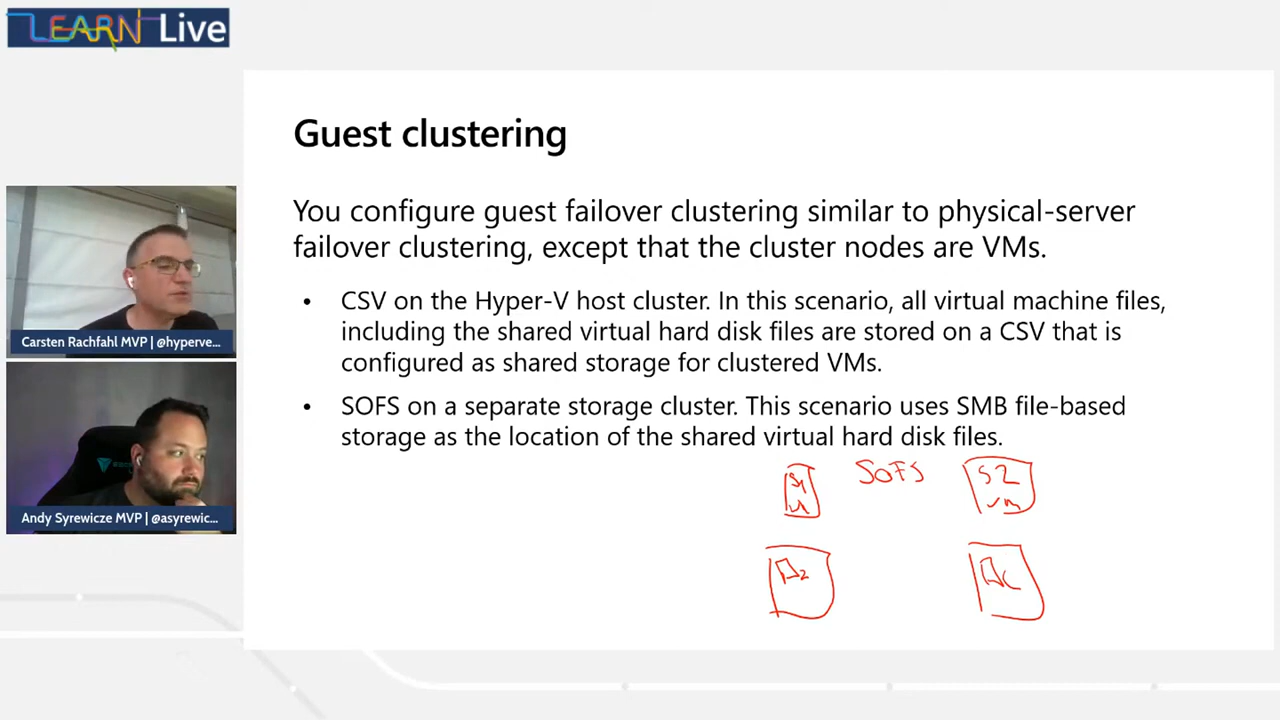 LEARN Live
Guest clustering
You configure guest failover clustering similar to physical-server
failover clustering, except that the cluster nodes are VMs.
• CSV on the Hyper-V host cluster. In this scenario, all virtual machine files,
including the shared virtual hard disk files are stored on a CSV that is
configured as shared storage for clustered VMs.
• SOFS on a separate storage cluster. This scenario uses SMB file-based
storage as the location of the shared virtual hard disk files.
Carsten Rachfahl MVP | @hyperve...
Andy Syrewicze MVP | @asyrewic...
SOFS
S2
VM